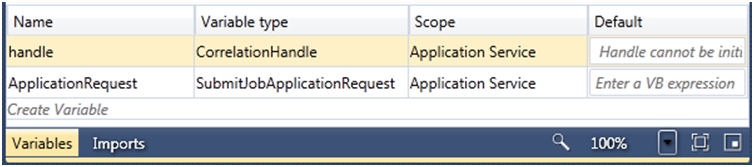 Name Variable type Scope Default
handle CorrelationHandle Application Service Handle cannot be initi
ApplicationRequest SubmitJobApplicationRequest Application Service Enter a VB expression
Create Variable
Variables Imports 100%